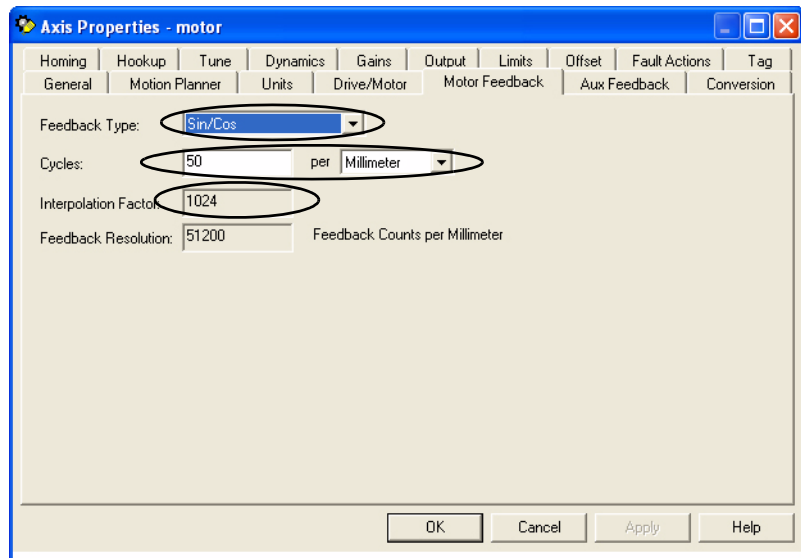 Axis Properties - motor
Homing Hookup Tune Dynamics Gains Output Limits Offset Fault Actions Tag
General Motion Planner Units Drive/Motor Motor Feedback Aux Feedback Conversion
Feedback Type: Sin/Cos
Cycles: 50 per Millimeter
Interpolation Factor: 1024
Feedback Resolution: 51200 Feedback Counts per Millimeter
OK Cancel Apply Help